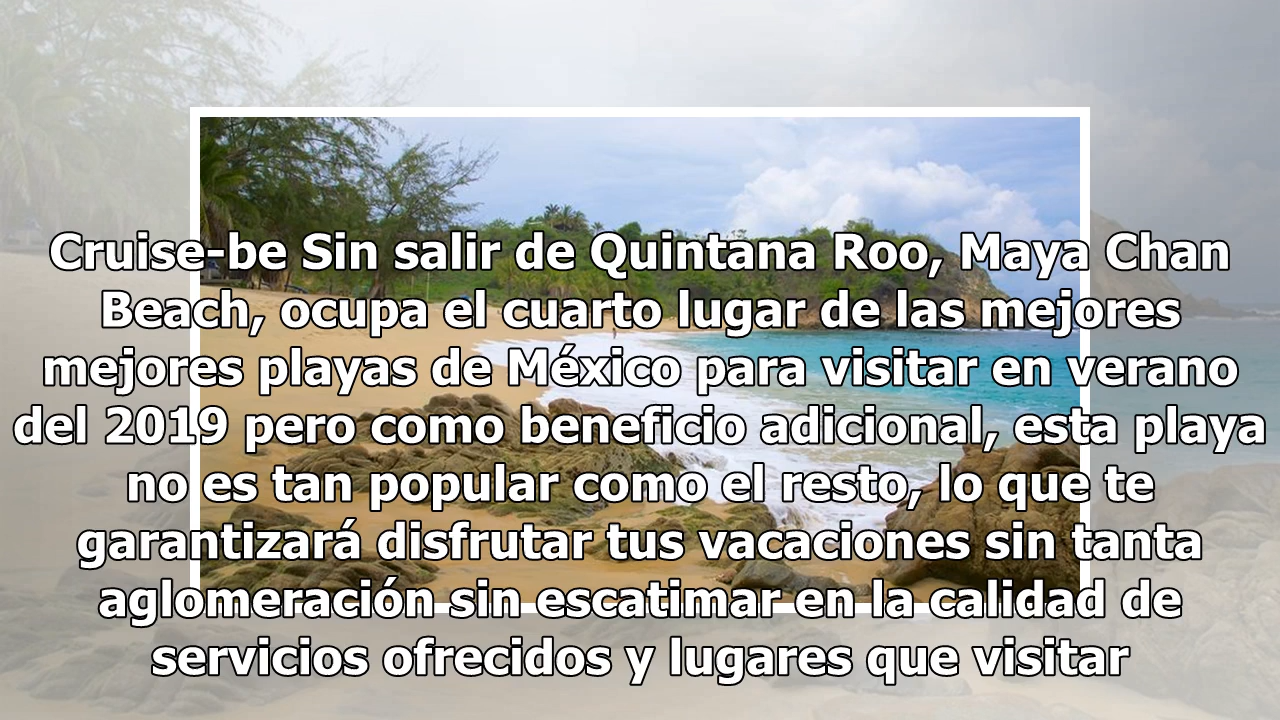 Cruise-be Sin salir de Quintana Roo, Maya Chan
Beach, ocupa el cuarto lugar de las mejores
mejores playas de México para visitar en verano
del 2019 pero como beneficio adicional, esta playa
no es tan popular como el resto, lo que te
garantizará disfrutar tus vacaciones sin tanta
aglomeración sin escatimar en la calidad de
servicios ofrecidos y lugares que visitar